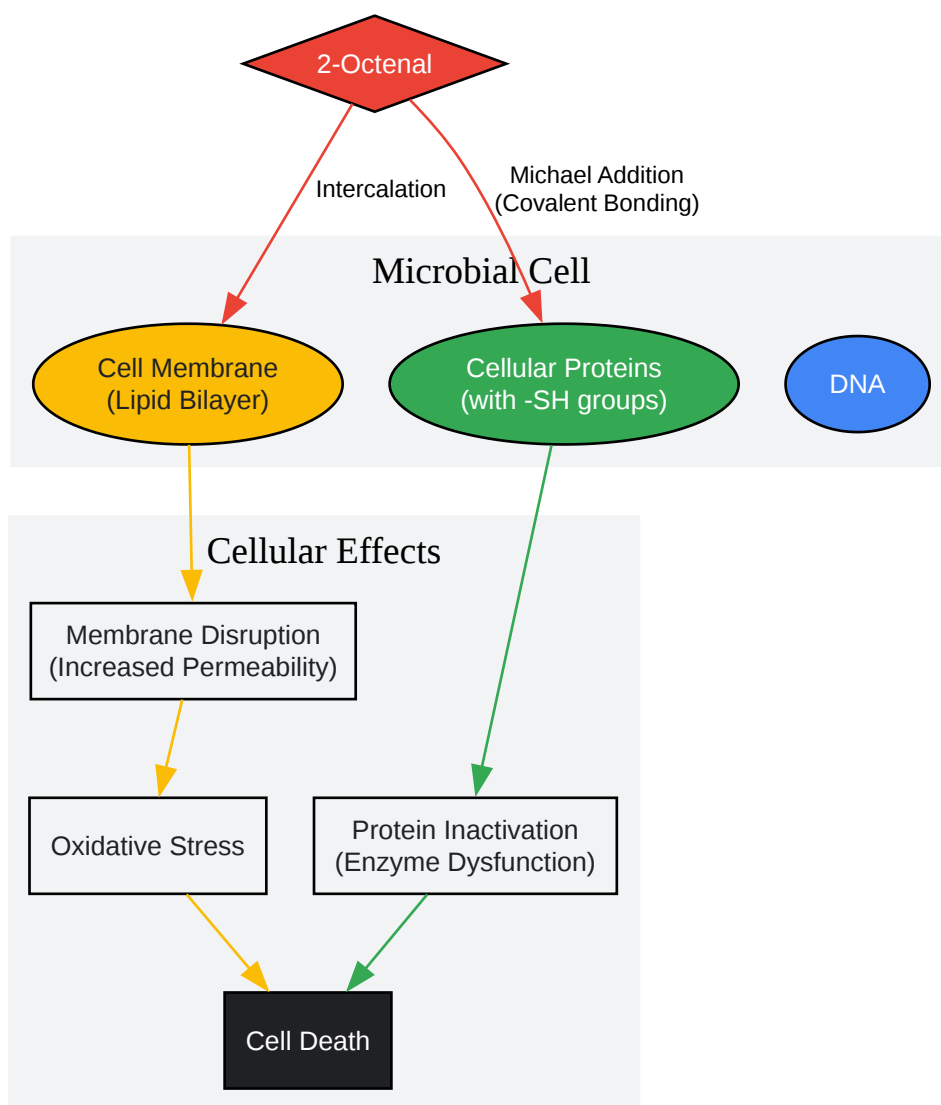 2-Octenal
Intercalation
Michael Addition
(Covalent Bonding)
Microbial Cell
Cell Membrane
(Lipid Bilayer)
Cellular Proteins
(with -SH groups)
DNA
Cellular Effects
Membrane Disruption
(Increased Permeability)
Oxidative Stress
Protein Inactivation
(Enzyme Dysfunction)
Cell Death